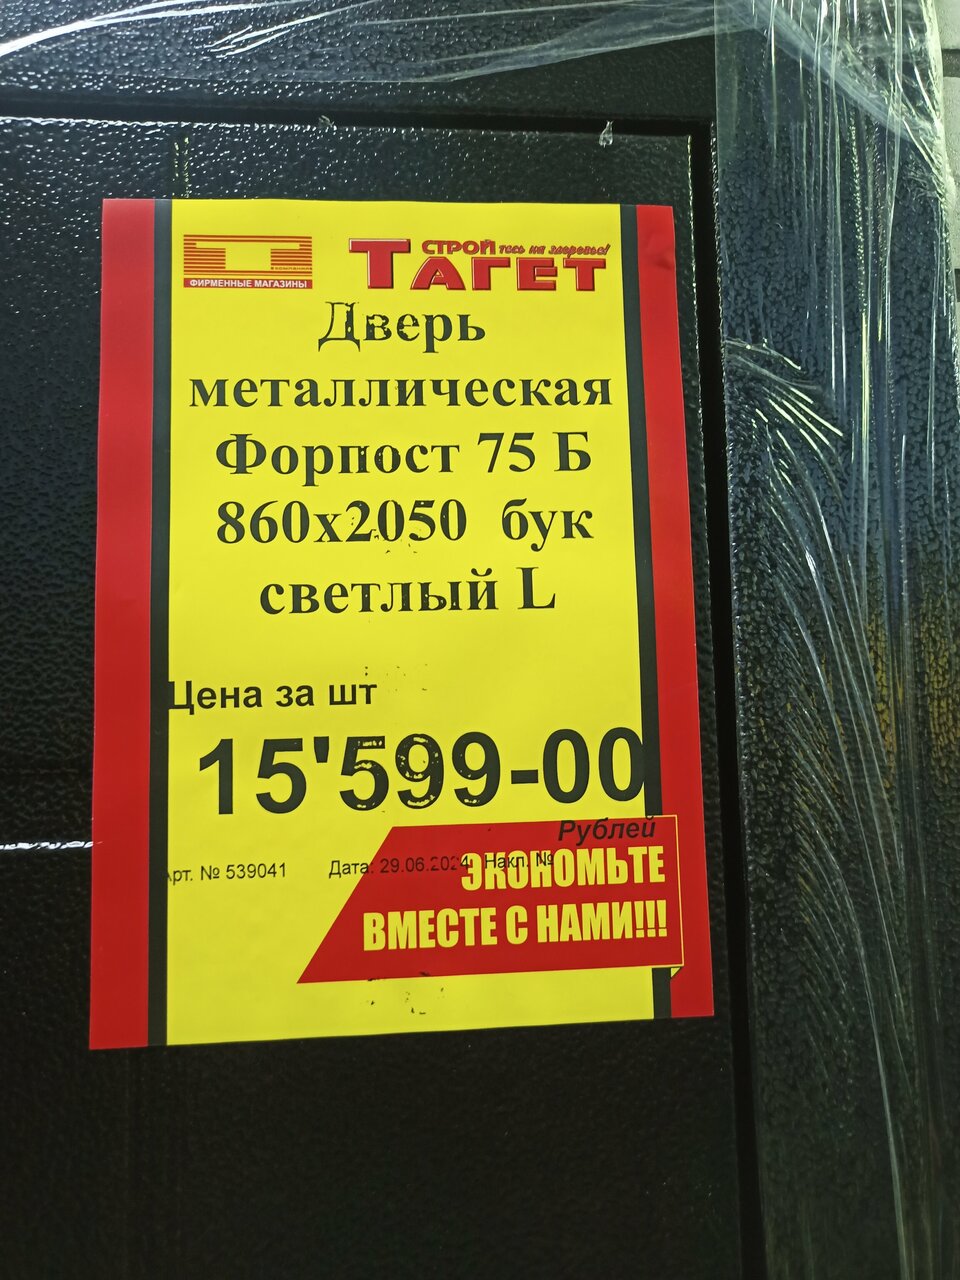 ФИРМЕННЫЕ МАГАЗИНЫ
СТРОЙ тесь на здоровье!
ТАГЕТ
Дверь
металлическая
Форпост 75 Б
860х2050 бук
светлый L
Цена за шт
15'599-00
Рублей
Арт. № 539041 Дата: 29.06.2024 Накл. №
ЭКОНОМЬТЕ
ВМЕСТЕ С НАМИ!!!